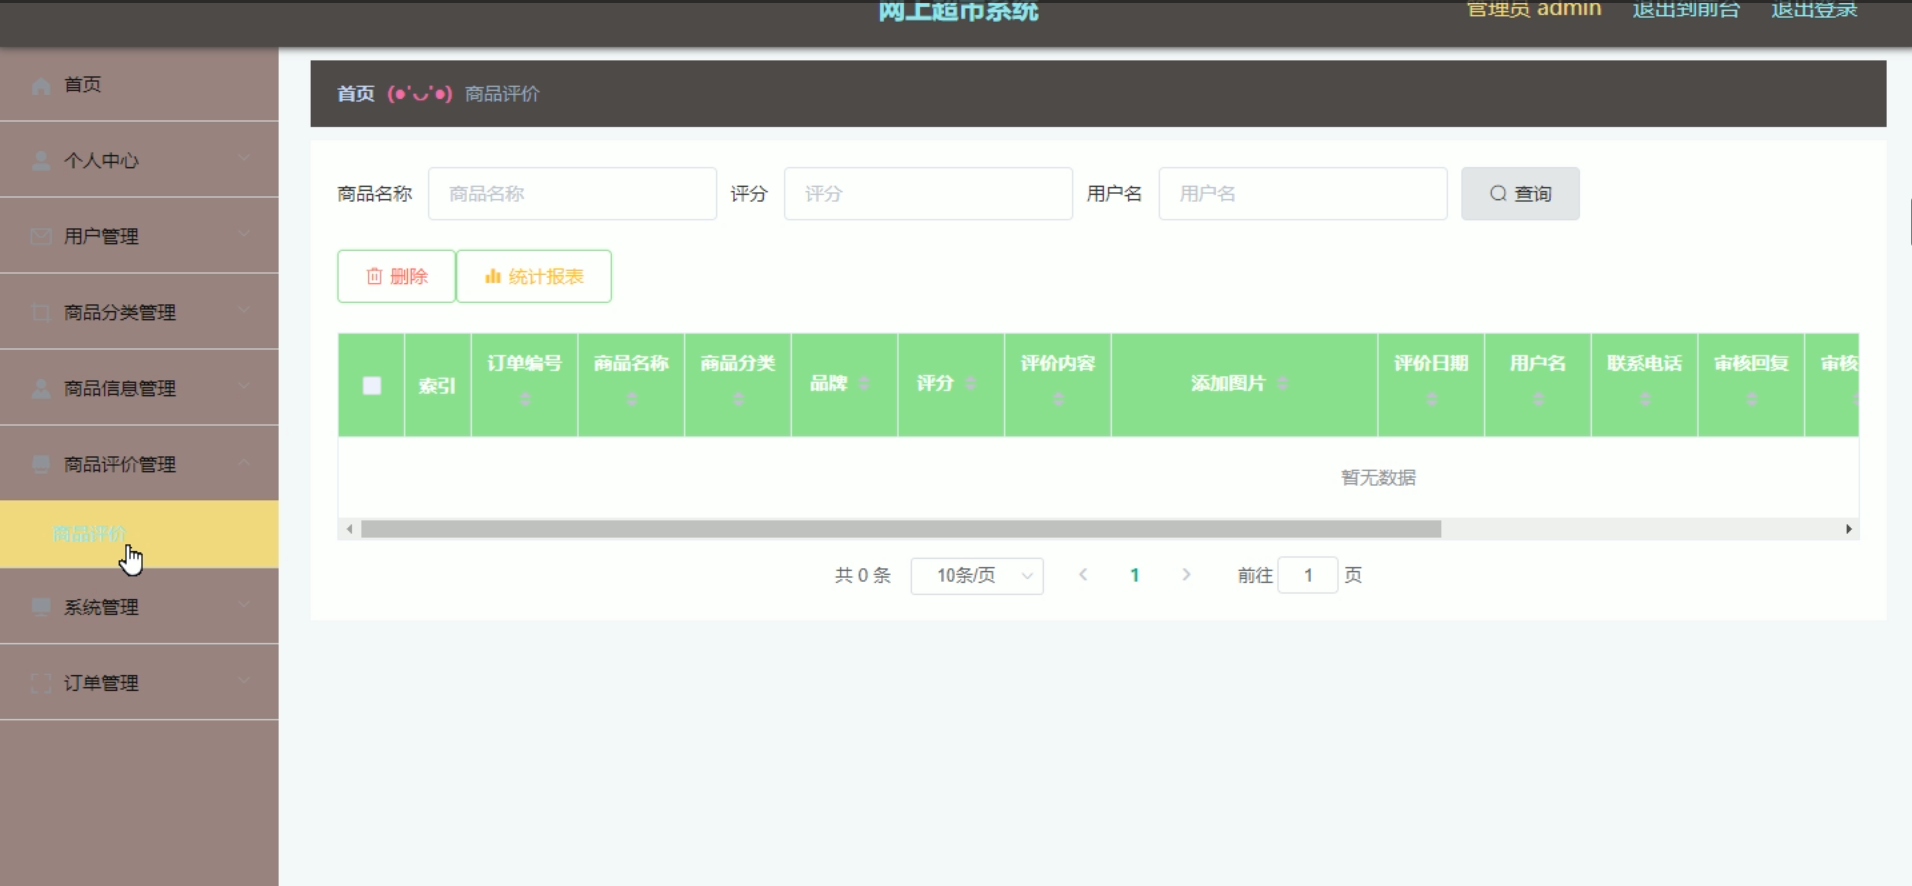 网上超市系统
管理员 admin 退出到前台 退出登录
首页
个人中心
用户管理
商品分类管理
商品信息管理
商品评价管理
商品评价
系统管理
订单管理
首页 (●'◡'●) 商品评价
商品名称 商品名称 评分 评分 用户名 用户名 查询
删除 统计报表
索引 订单编号 商品名称 商品分类 品牌 评分 评价内容 添加图片 评价日期 用户名 联系电话 审核回复 审核
暂无数据
共 0 条 10条/页 1 前往 1 页